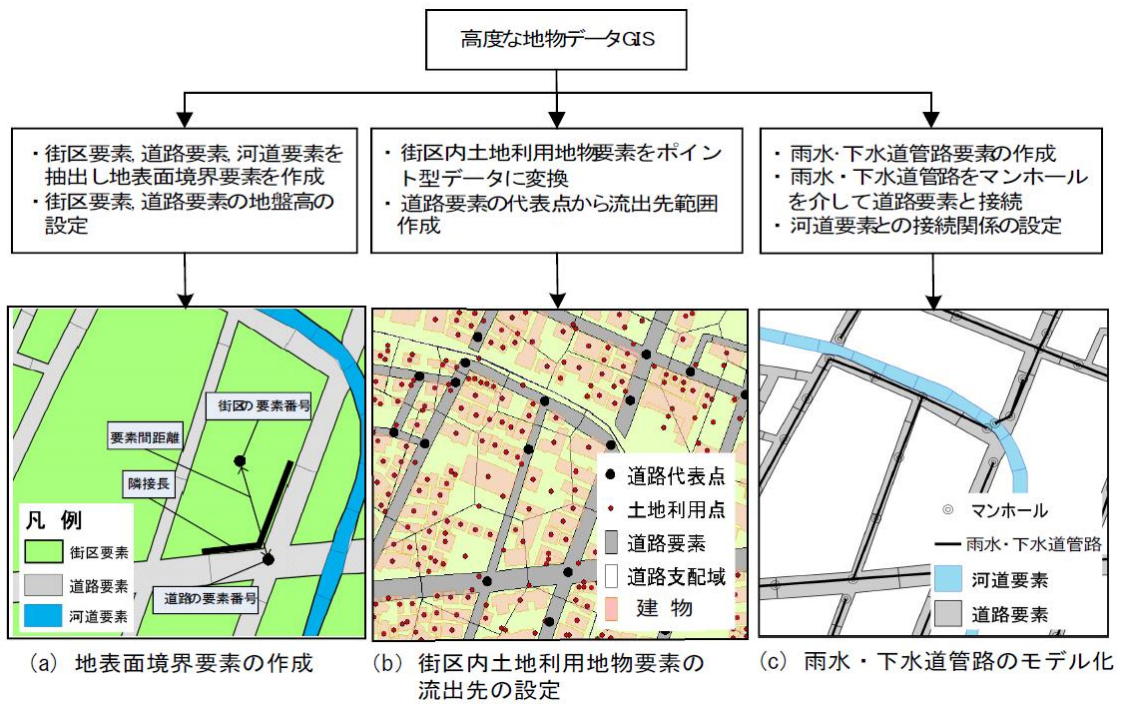 高度な地物データGIS
・街区要素,道路要素,河道要素を
抽出し地表面境界要素を作成
・街区要素,道路要素の地盤高の
設定
・街区内土地利用地物要素をポイン
ト型データに変換
・道路要素の代表点から流出先範囲
作成
・雨水・下水道管路要素の作成
・雨水・下水道管路をマンホール
を介して道路要素と接続
・河道要素との接続関係の設定
街区の要素番号
要素間距離
隣接長
道路の要素番号
凡 例
街区要素
道路要素
河道要素
道路代表点
土地利用点
道路要素
道路支配域
建 物
マンホール
雨水・下水道管路
河道要素
道路要素
(a) 地表面境界要素の作成
(b) 街区内土地利用地物要素の
流出先の設定
(c) 雨水・下水道管路のモデル化